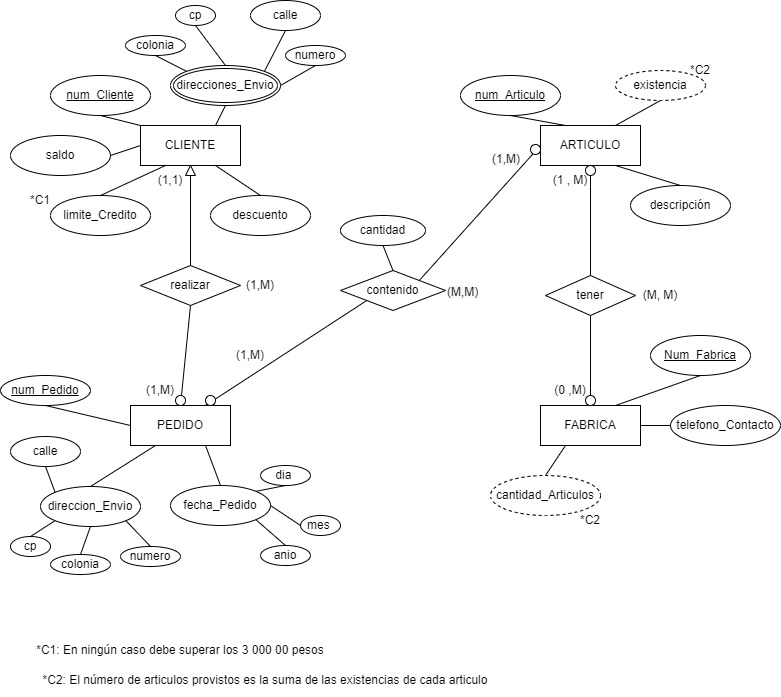 cp
calle
colonia
numero
direcciones_Envio
*C2
num_Cliente
num_Articulo
existencia
CLIENTE
ARTICULO
saldo
(1,M)
(1,1)
(1 , M)
*C1
limite_Credito
descuento
descripción
cantidad
realizar
(1,M)
contenido
(M,M)
tener
(M, M)
(1,M)
Num_Fabrica
num_Pedido
(1,M)
(0 ,M)
PEDIDO
FABRICA
telefono_Contacto
calle
dia
direccion_Envio
fecha_Pedido
cantidad_Articulos
*C2
mes
cp
colonia
numero
anio
*C1: En ningún caso debe superar los 3 000 00 pesos
*C2: El número de articulos provistos es la suma de las existencias de cada articulo